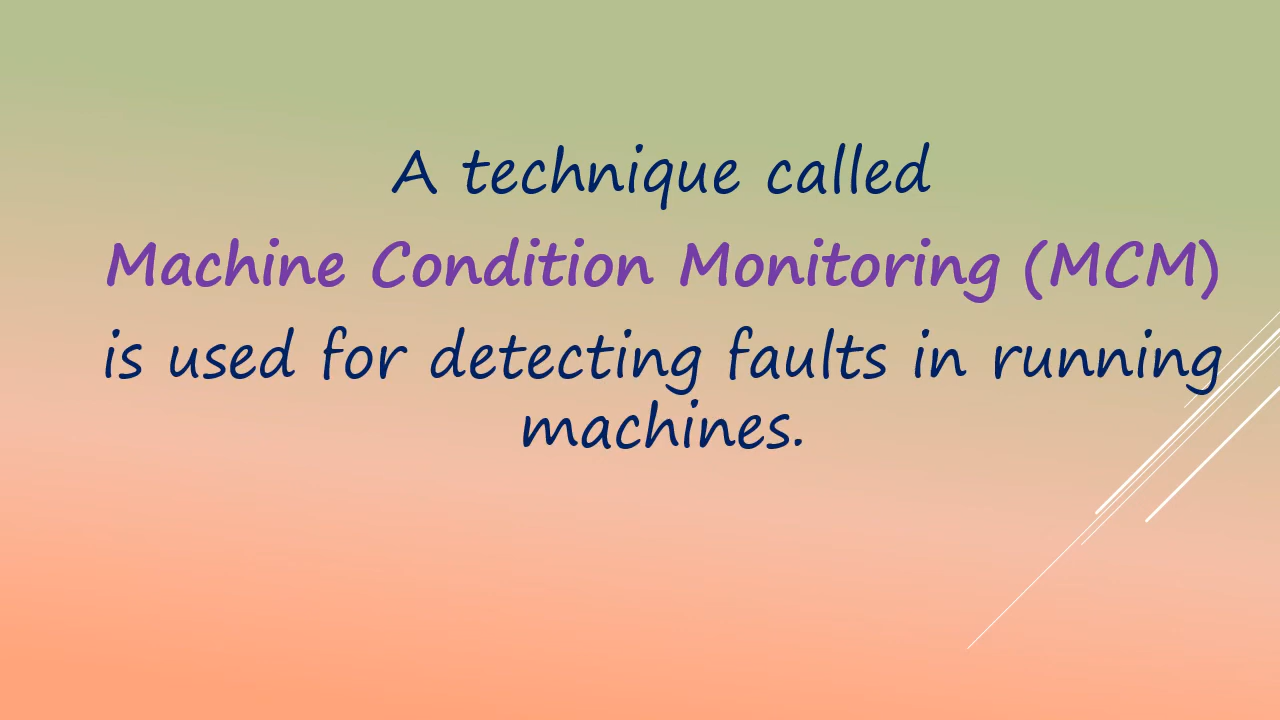 A technique called
Machine Condition Monitoring (MCM)
is used for detecting faults in running
machines.